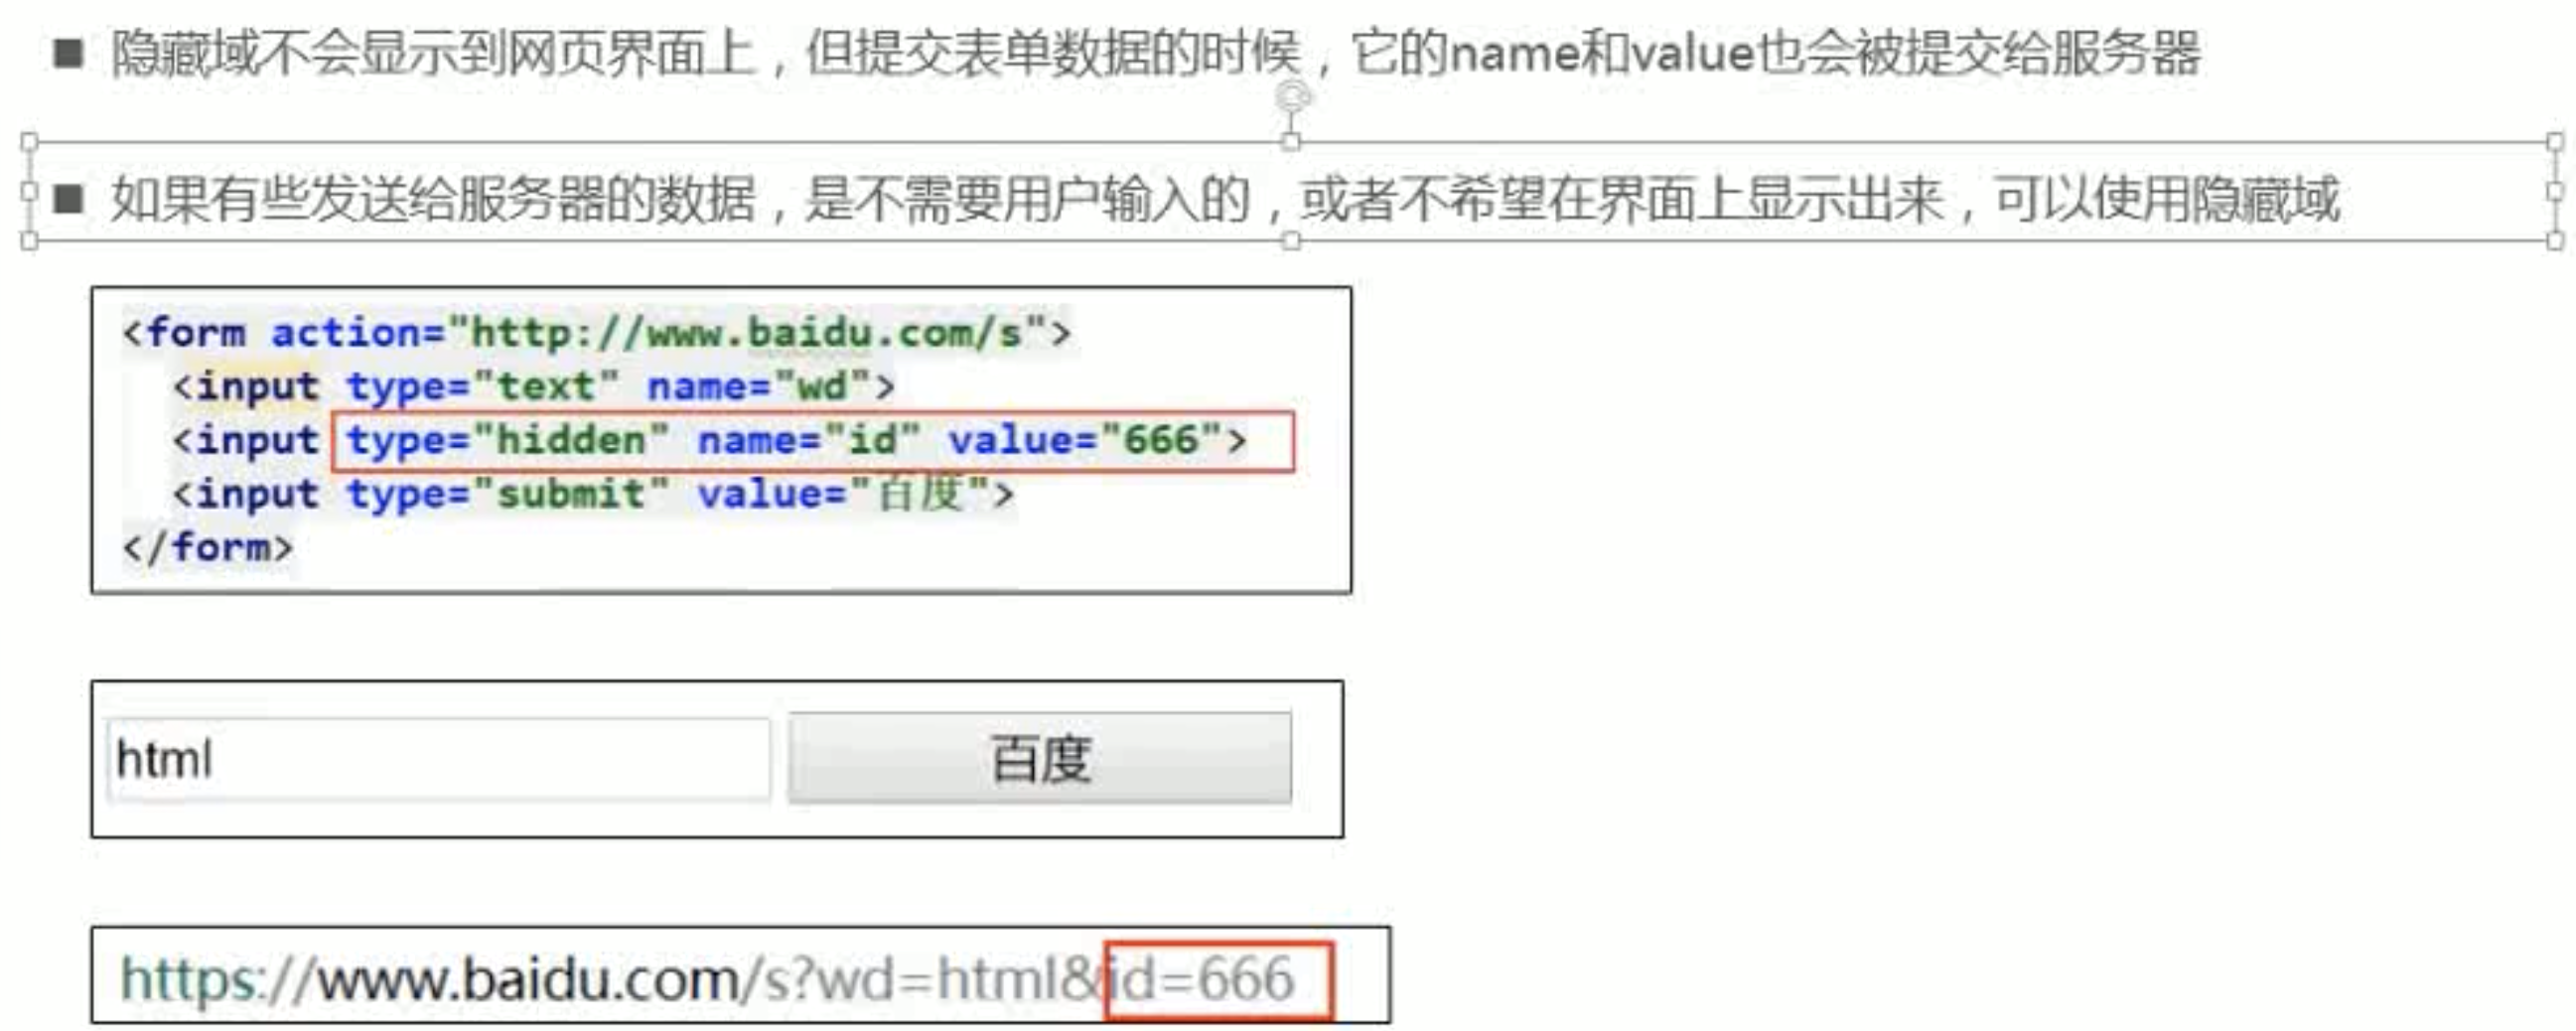 ■ 隐藏域不会显示到网页界面上，但提交表单数据的时候，它的name和value也会被提交给服务器
■ 如果有些发送给服务器的数据，是不需要用户输入的，或者不希望在界面上显示出来，可以使用隐藏域
<form action="http://www.baidu.com/s">
<input type="text" name="wd">
<input type="hidden" name="id" value="666">
<input type="submit" value="百度">
</form>
html 百度
https://www.baidu.com/s?wd=html&id=666